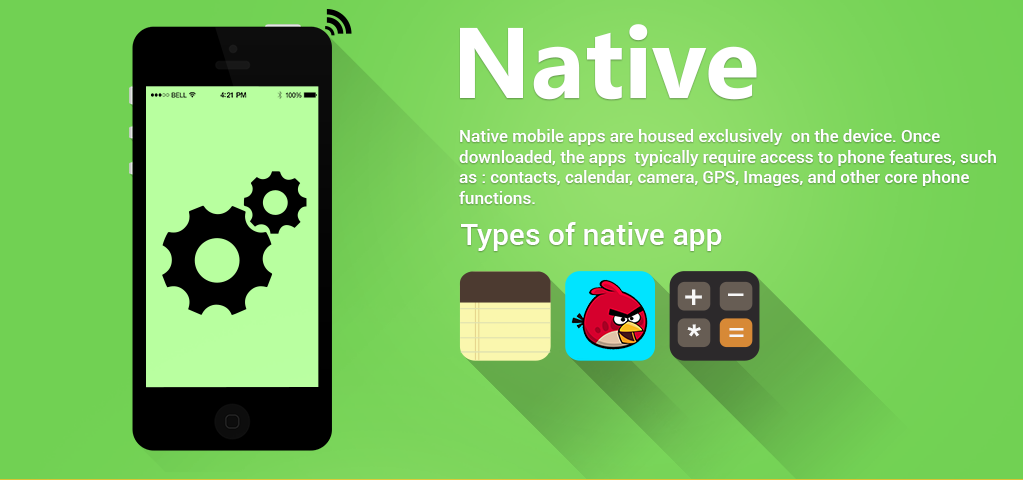 BELL 4:21 PM 100%
Native
Native mobile apps are housed exclusively on the device. Once
downloaded, the apps typically require access to phone features, such
as : contacts, calendar, camera, GPS, Images, and other core phone
functions.
Types of native app
+ −
* =